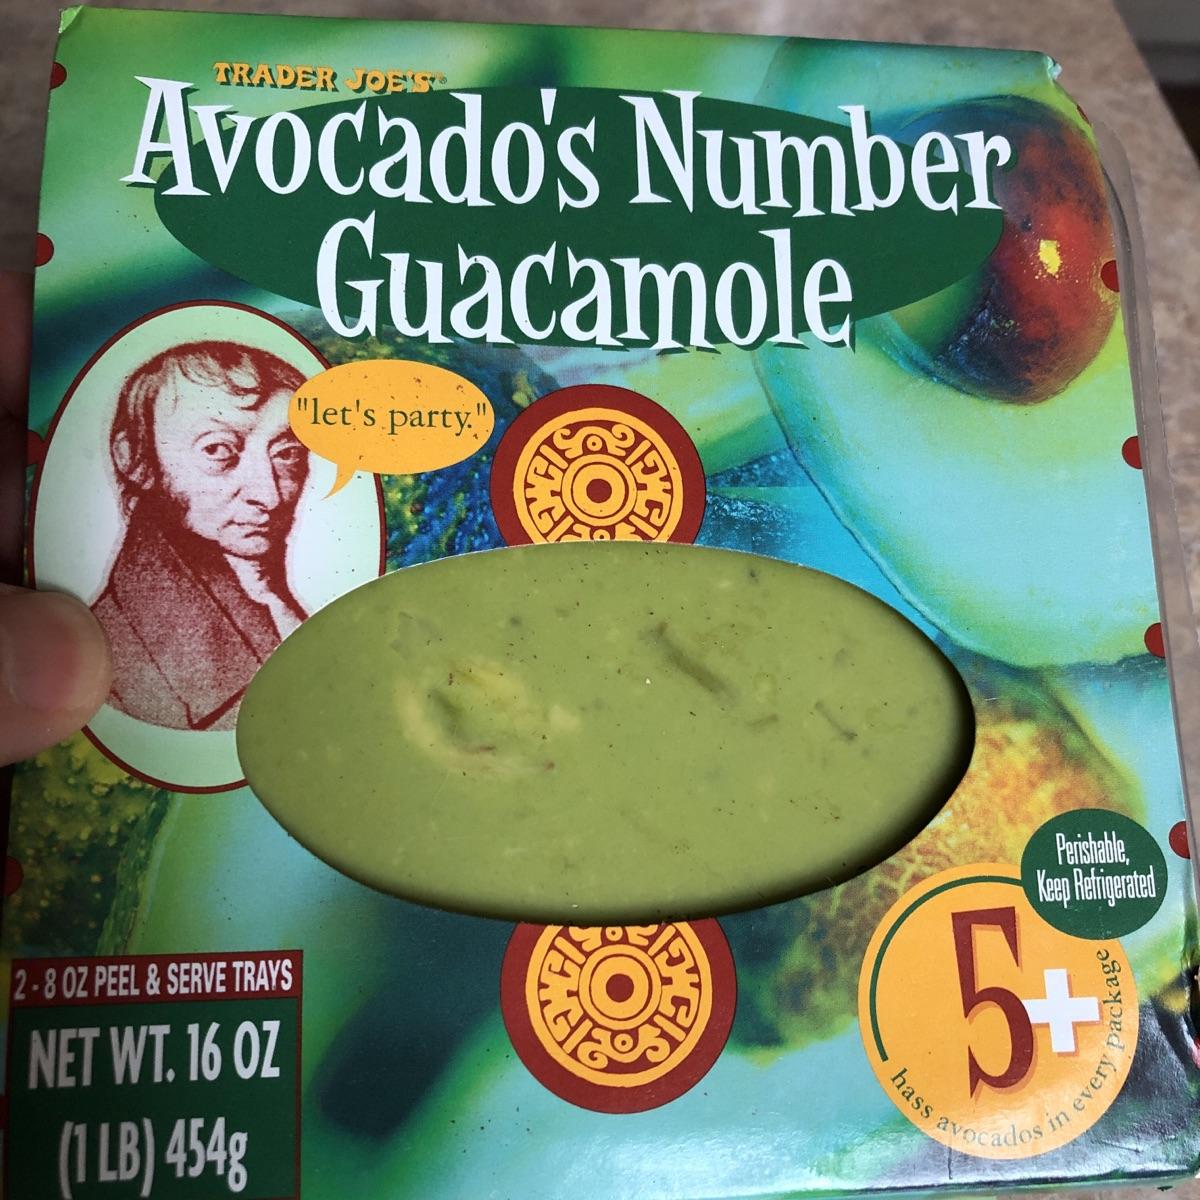 TRADER JOE'S®
Avocado's Number
Guacamole
"let's party."
Perishable,
Keep Refrigerated
5+
hass avocados in every package
2 - 8 OZ PEEL & SERVE TRAYS
NET WT. 16 OZ
(1 LB) 454g